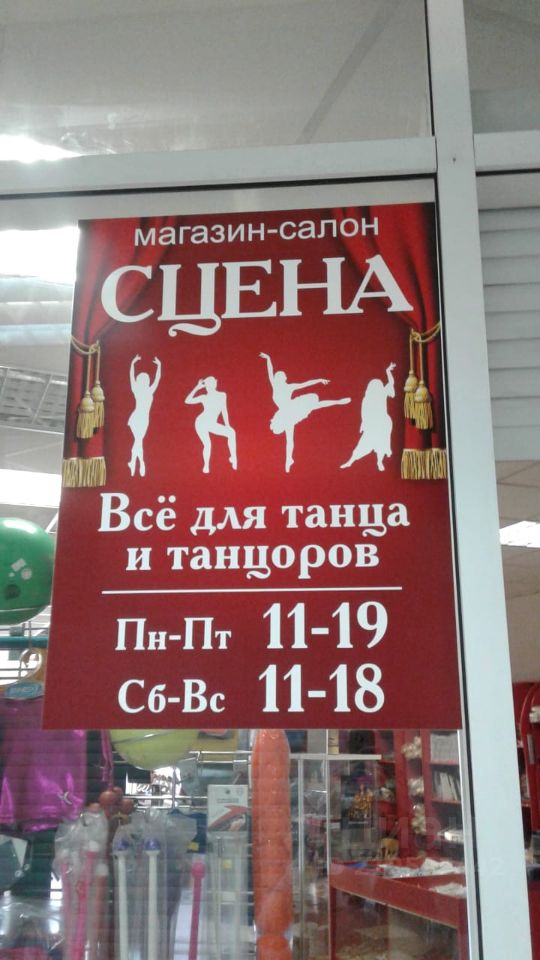 магазин-салон
СЦЕНА
Всё для танца
и танцоров
Пн-Пт 11-19
Сб-Вс 11-18